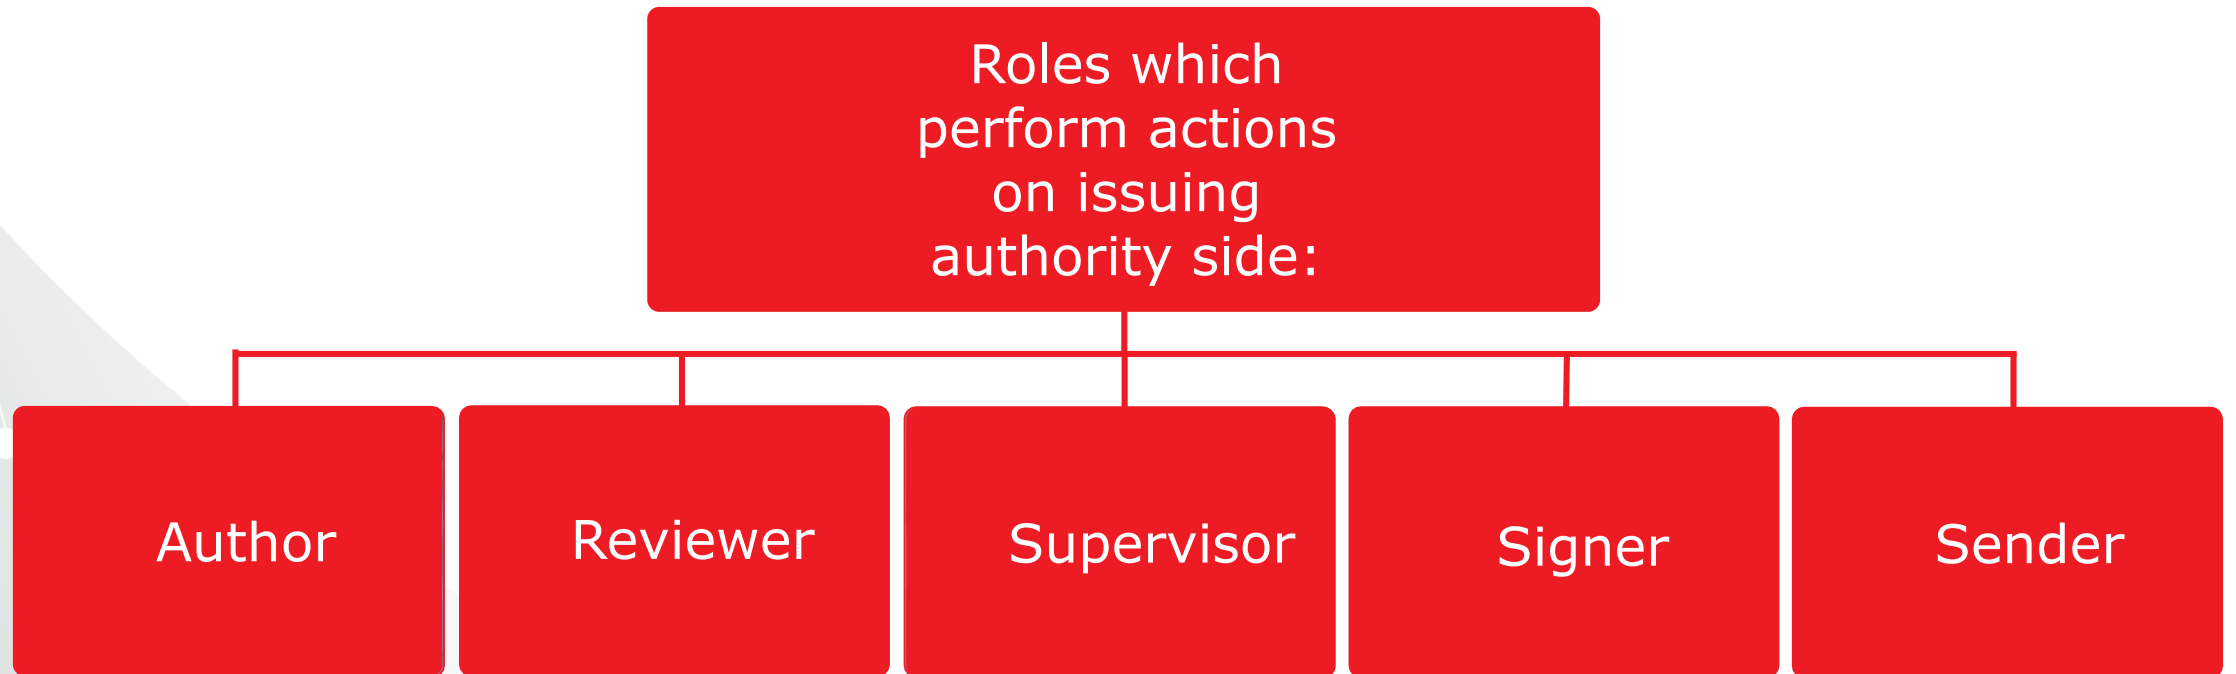 Roles which
perform actions
on issuing
authority side:
Author
Reviewer
Supervisor
Signer
Sender